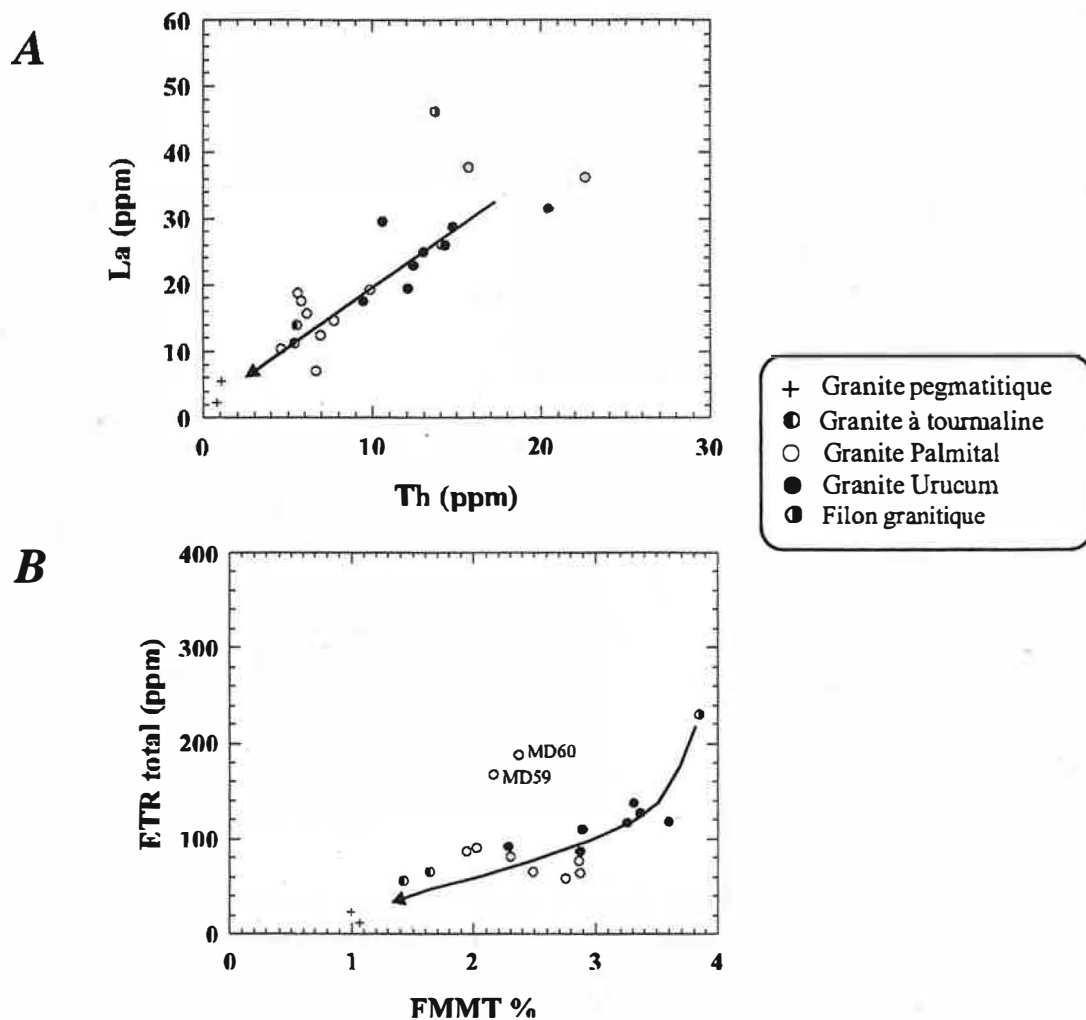 A
60
50
40
30
20
10
0
La (ppm)
0 10 20 30
Th (ppm)
+ Granite pegmatitique
Granite à tourmaline
Granite Palmital
Granite Urucum
Filon granitique
B
400
300
200
100
0
ETR total (ppm)
MD60
MD59
0 1 2 3 4
FMMT %